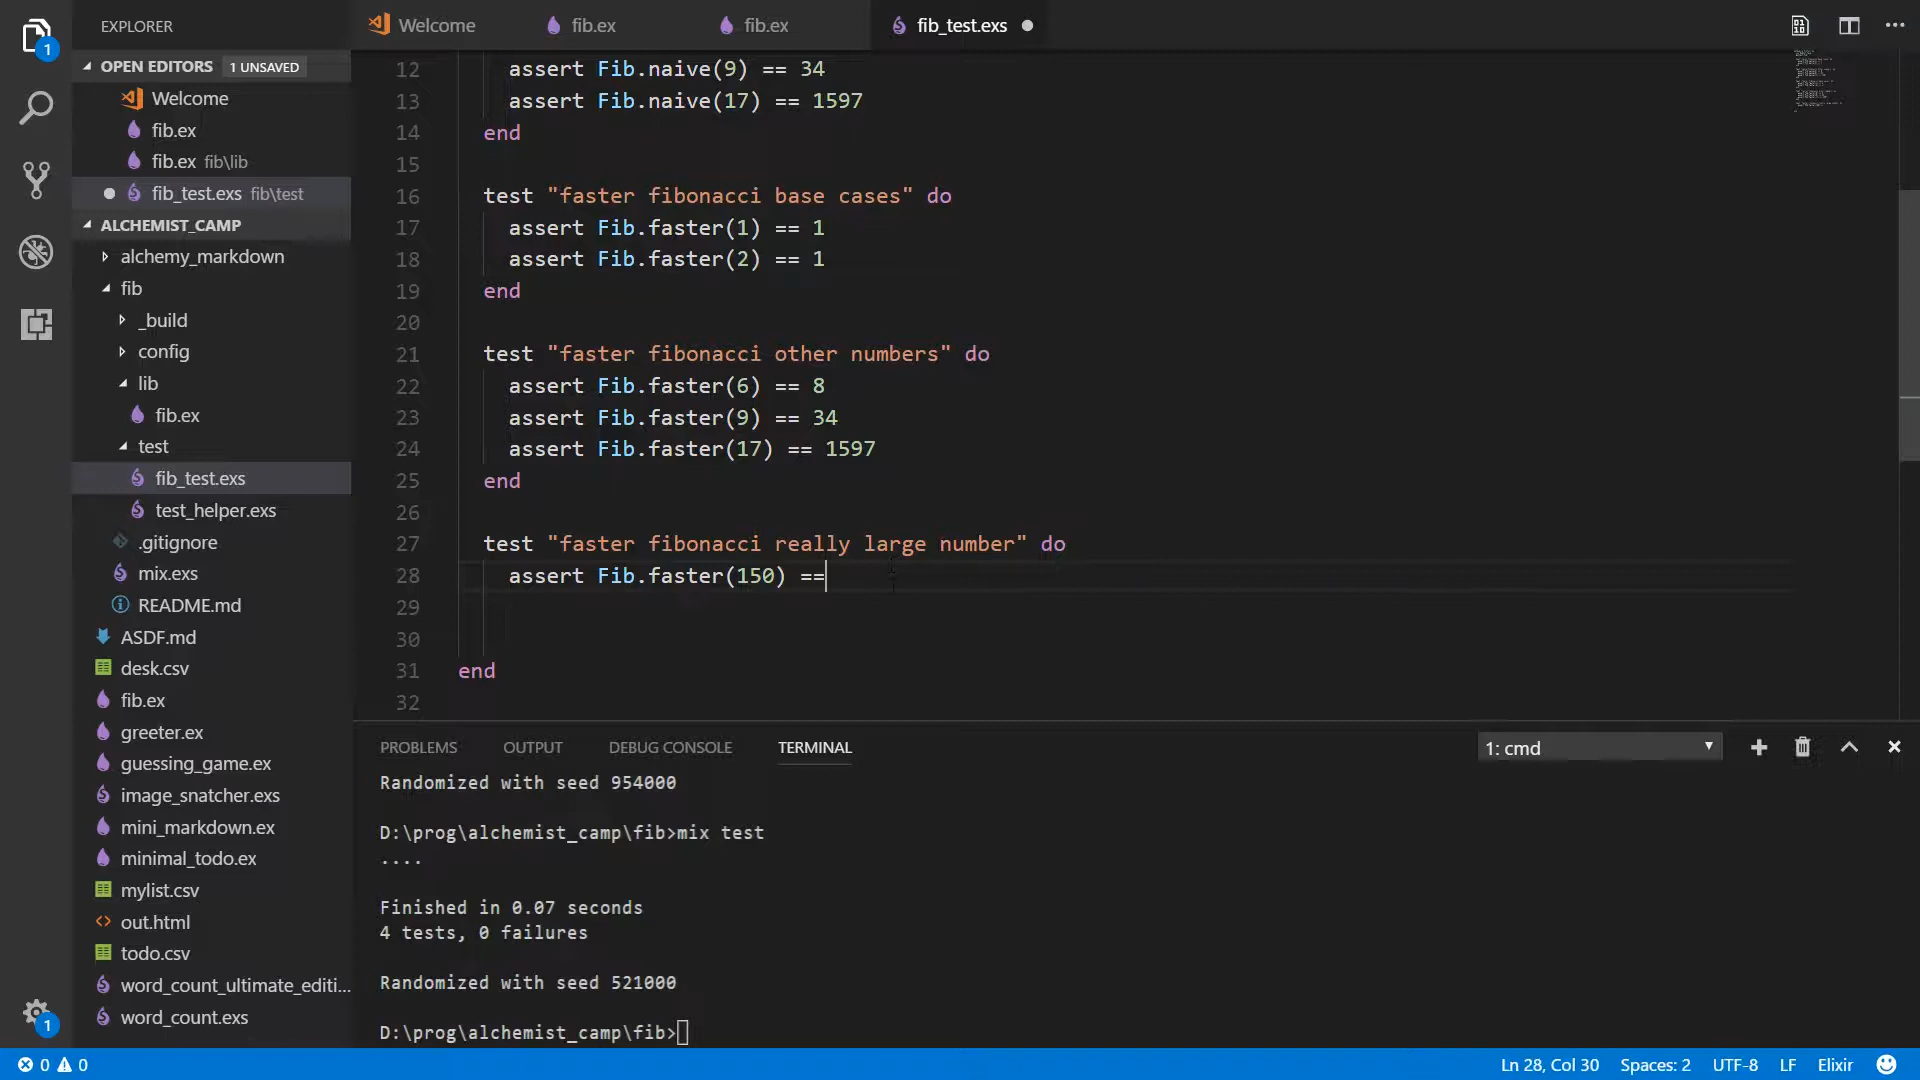 EXPLORER
OPEN EDITORS 1 UNSAVED
Welcome
fib.ex
fib.ex fib\lib
fib_test.exs fib\test
ALCHEMIST_CAMP
alchemy_markdown
fib
_build
config
lib
fib.ex
test
fib_test.exs
test_helper.exs
.gitignore
mix.exs
README.md
ASDF.md
desk.csv
fib.ex
greeter.ex
guessing_game.ex
image_snatcher.exs
mini_markdown.ex
minimal_todo.ex
mylist.csv
out.html
todo.csv
word_count_ultimate_editi...
word_count.exs
1
1
Welcome fib.ex fib.ex fib_test.exs
12 assert Fib.naive(9) == 34
13 assert Fib.naive(17) == 1597
14 end
15
16 test "faster fibonacci base cases" do
17 assert Fib.faster(1) == 1
18 assert Fib.faster(2) == 1
19 end
20
21 test "faster fibonacci other numbers" do
22 assert Fib.faster(6) == 8
23 assert Fib.faster(9) == 34
24 assert Fib.faster(17) == 1597
25 end
26
27 test "faster fibonacci really large number" do
28 assert Fib.faster(150) ==
29
30
31 end
32
PROBLEMS OUTPUT DEBUG CONSOLE TERMINAL 1: cmd
Randomized with seed 954000
D:\prog\alchemist_camp\fib>mix test
....
Finished in 0.07 seconds
4 tests, 0 failures
Randomized with seed 521000
D:\prog\alchemist_camp\fib>
0 0 Ln 28, Col 30 Spaces: 2 UTF-8 LF Elixir